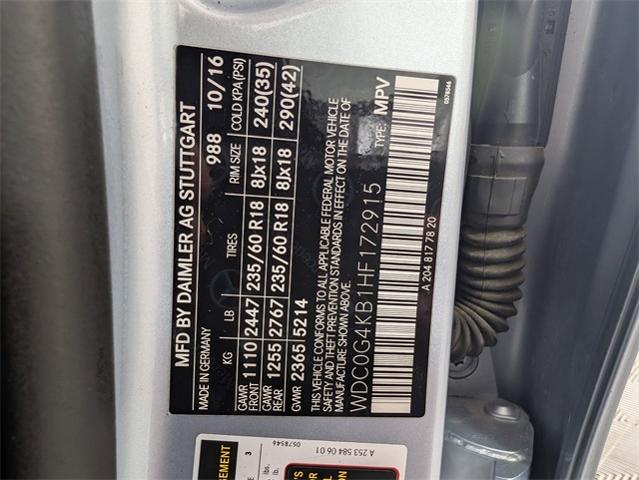 MFD BY DAIMLER AG STUTTGART
MADE IN GERMANY 988 10/16
KG LB TIRES RIM SIZE COLD KPA(PSI)
GAWR FRONT 1110 2447 235/60 R18 8Jx18 240(35)
GAWR REAR 1255 2767 235/60 R18 8Jx18 290(42)
GVWR 2365 5214
THIS VEHICLE CONFORMS TO ALL APPLICABLE FEDERAL MOTOR VEHICLE
SAFETY AND THEFT PREVENTION STANDARDS IN EFFECT ON THE DATE OF
MANUFACTURE SHOWN ABOVE.
WDC0G4KB1HF172915 TYPE: MPV
A 204 817 78 20
0578546
A 253 584 06 01
0578546
3
lbs.